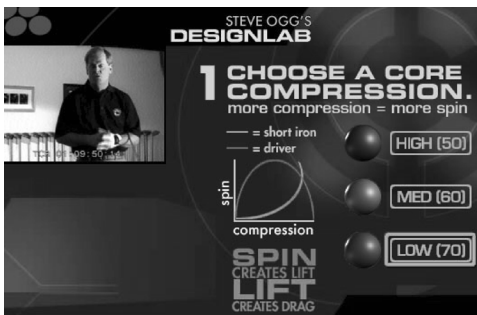 STEVE OGG'S
DESIGNLAB
1 CHOOSE A CORE
COMPRESSION.
more compression = more spin
= short iron
= driver
spin
compression
HIGH (50)
MED (60)
LOW (70)
SPIN
CREATES LIFT
LIFT
CREATES DRAG